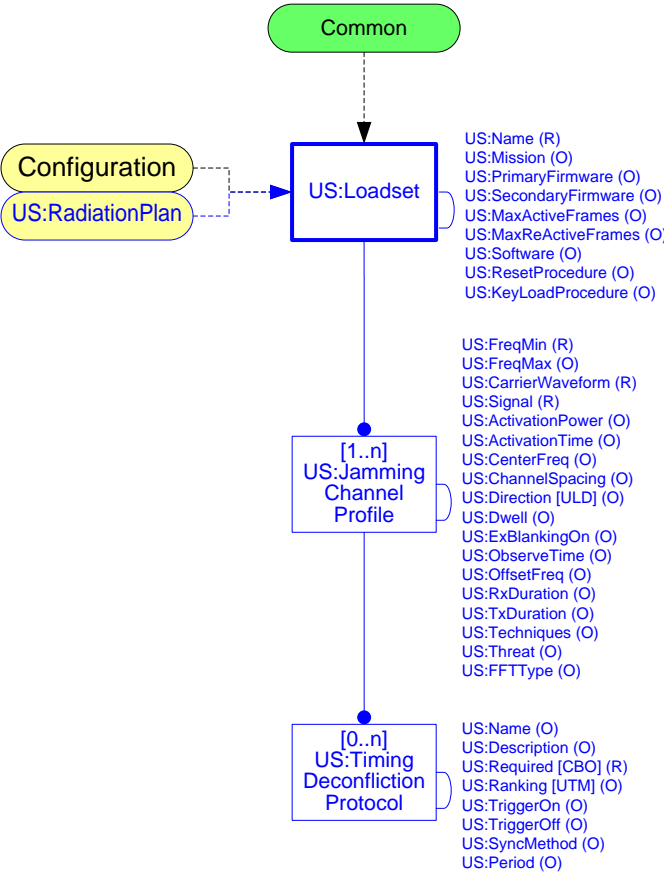 Common
Configuration
US:RadiationPlan
US:Loadset
US:Name (R)
US:Mission (O)
US:PrimaryFirmware (O)
US:SecondaryFirmware (O)
US:MaxActiveFrames (O)
US:MaxReActiveFrames (O)
US:Software (O)
US:ResetProcedure (O)
US:KeyLoadProcedure (O)
[1..n]
US:Jamming
Channel
Profile
US:FreqMin (R)
US:FreqMax (O)
US:CarrierWaveform (R)
US:Signal (R)
US:ActivationPower (O)
US:ActivationTime (O)
US:CenterFreq (O)
US:ChannelSpacing (O)
US:Direction [ULD] (O)
US:Dwell (O)
US:ExBlankingOn (O)
US:ObserveTime (O)
US:OffsetFreq (O)
US:RxDuration (O)
US:TxDuration (O)
US:Techniques (O)
US:Threat (O)
US:FFTType (O)
[0..n]
US:Timing
Deconfliction
Protocol
US:Name (O)
US:Description (O)
US:Required [CBO] (R)
US:Ranking [UTM] (O)
US:TriggerOn (O)
US:TriggerOff (O)
US:SyncMethod (O)
US:Period (O)